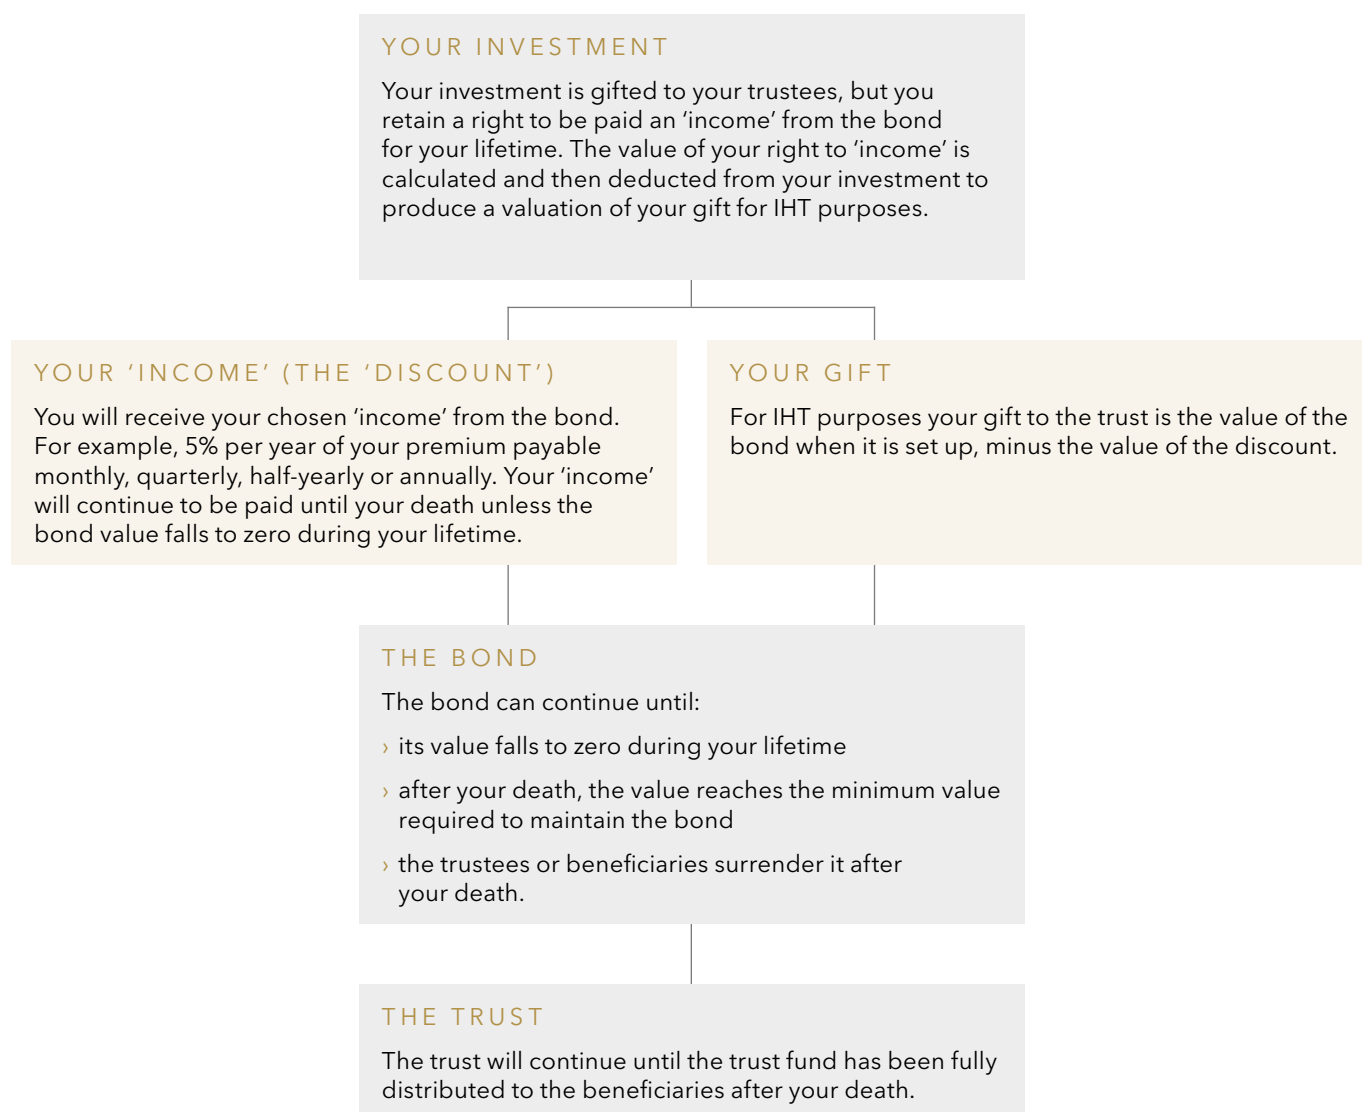 YOUR INVESTMENT
Your investment is gifted to your trustees, but you
retain a right to be paid an ‘income’ from the bond
for your lifetime. The value of your right to ‘income’ is
calculated and then deducted from your investment to
produce a valuation of your gift for IHT purposes.
YOUR ‘INCOME’ (THE ‘DISCOUNT’)
You will receive your chosen ‘income’ from the bond.
For example, 5% per year of your premium payable
monthly, quarterly, half-yearly or annually. Your ‘income’
will continue to be paid until your death unless the
bond value falls to zero during your lifetime.
YOUR GIFT
For IHT purposes your gift to the trust is the value of the
bond when it is set up, minus the value of the discount.
THE BOND
The bond can continue until:
› its value falls to zero during your lifetime
› after your death, the value reaches the minimum value
required to maintain the bond
› the trustees or beneficiaries surrender it after
your death.
THE TRUST
The trust will continue until the trust fund has been fully
distributed to the beneficiaries after your death.